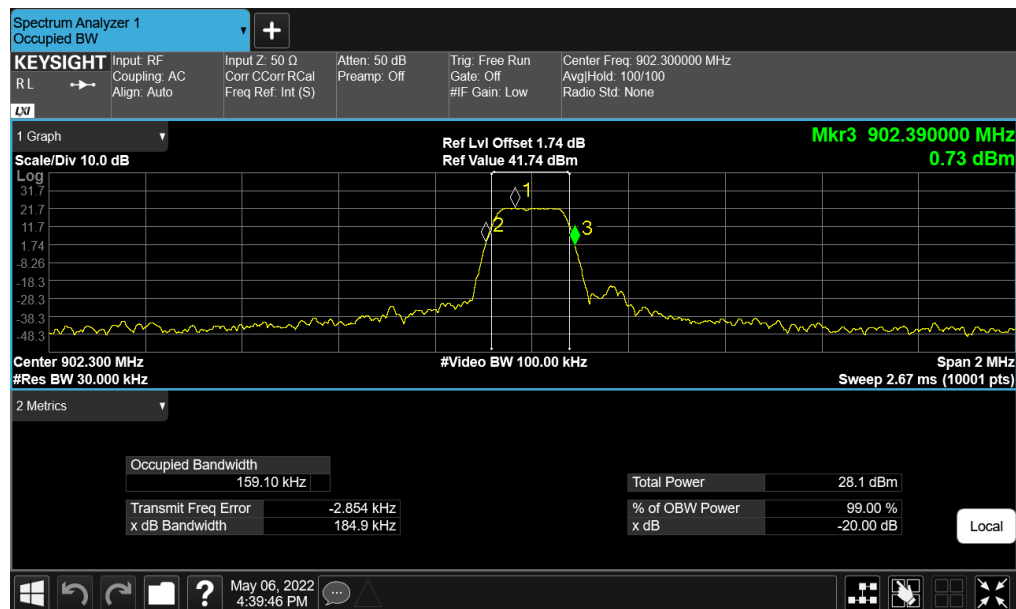 Spectrum Analyzer 1
Occupied BW
KEYSIGHT
R L
LXI
Input: RF
Coupling: AC
Align: Auto
Input Z: 50 Ω
Corr CCorr RCal
Freq Ref: Int (S)
Atten: 50 dB
Preamp: Off
Trig: Free Run
Gate: Off
#IF Gain: Low
Center Freq: 902.300000 MHz
Avg|Hold: 100/100
Radio Std: None
1 Graph
Scale/Div 10.0 dB
Ref Lvl Offset 1.74 dB
Ref Value 41.74 dBm
Mkr3 902.390000 MHz
0.73 dBm
Log
31.7
21.7
11.7
1.74
-8.26
-18.3
-28.3
-38.3
-48.3
1
2
3
Center 902.300 MHz
#Res BW 30.000 kHz
#Video BW 100.00 kHz
Span 2 MHz
Sweep 2.67 ms (10001 pts)
2 Metrics
Occupied Bandwidth
159.10 kHz
Transmit Freq Error -2.854 kHz
x dB Bandwidth 184.9 kHz
Total Power 28.1 dBm
% of OBW Power 99.00 %
x dB -20.00 dB
Local
?
May 06, 2022
4:39:46 PM